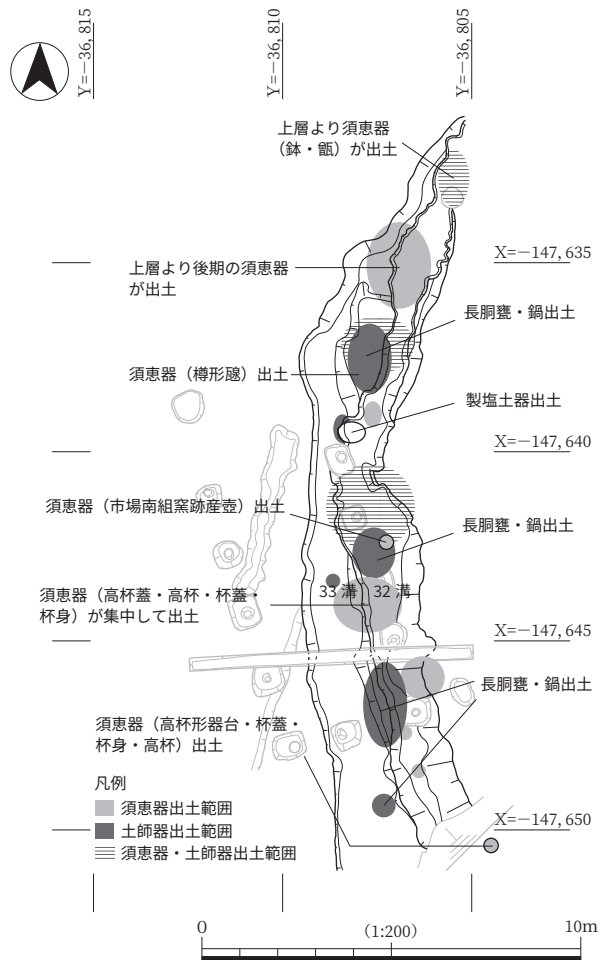 Y=−36, 815
Y=−36, 810
Y=−36, 805
上層より須恵器
（鉢・甑）が出土
X=−147, 635
上層より後期の須恵器
が出土
長胴甕・鍋出土
須恵器（樽形𤭯）出土
製塩土器出土
X=−147, 640
須恵器（市場南組窯跡産壺）出土
長胴甕・鍋出土
33 溝
32 溝
須恵器（高杯蓋・高杯・杯蓋・
杯身）が集中して出土
X=−147, 645
長胴甕・鍋出土
須恵器（高杯形器台・杯蓋・
杯身・高杯）出土
凡例
須恵器出土範囲
土師器出土範囲
須恵器・土師器出土範囲
X=−147, 650
0
（1:200）
10m